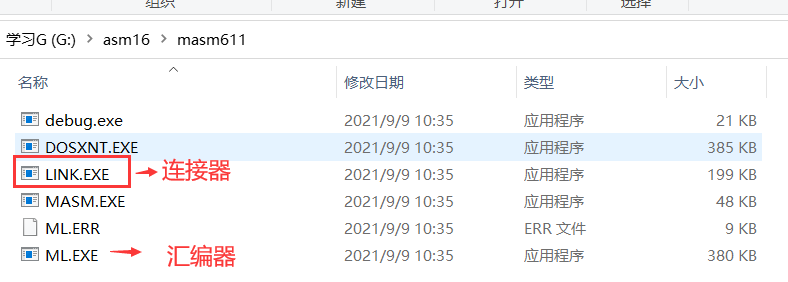 组织 新建 打开 选择
学习G (G:) > asm16 > masm611
名称 修改日期 类型 大小
debug.exe 2021/9/9 10:35 应用程序 21 KB
DOSXNT.EXE 2021/9/9 10:35 应用程序 385 KB
LINK.EXE 连接器 2021/9/9 10:35 应用程序 199 KB
MASM.EXE 2021/9/9 10:35 应用程序 48 KB
ML.ERR 2021/9/9 10:35 ERR 文件 9 KB
ML.EXE 汇编器 2021/9/9 10:35 应用程序 380 KB